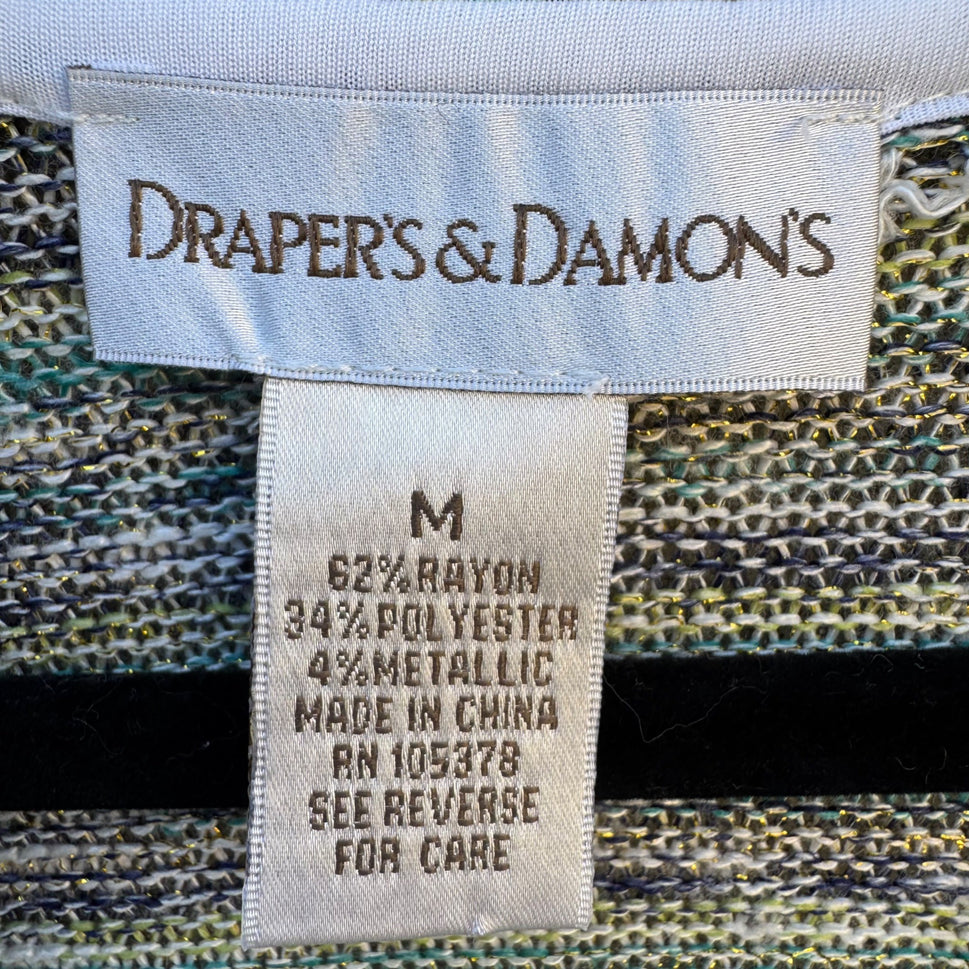 DRAPER'S & DAMON'S
M
62% RAYON
34% POLYESTER
4% METALLIC
MADE IN CHINA
RN 105378
SEE REVERSE
FOR CARE